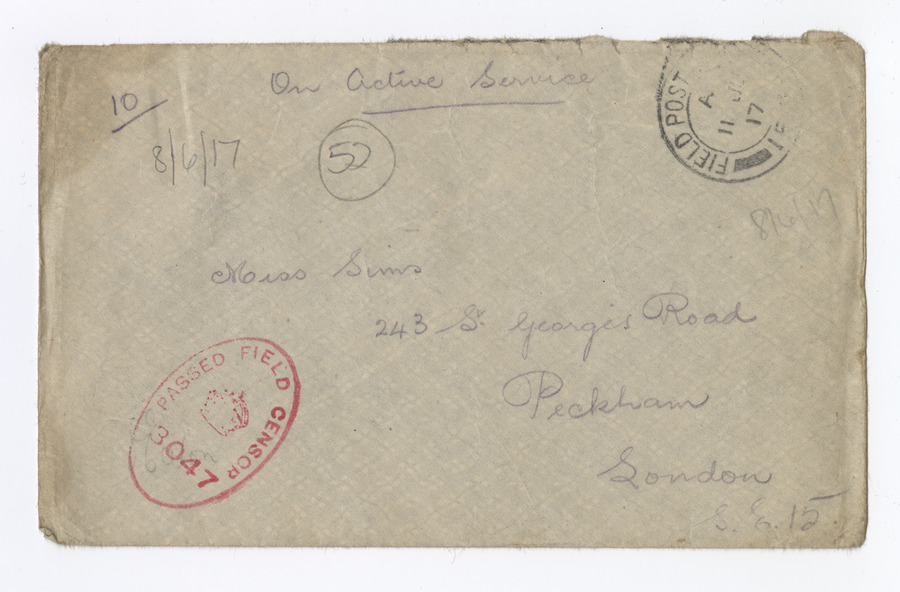 On Active Service
10
8/6/17
52
FIELD POST
11
17
8/6/17
Miss Sims
243 St Georges Road
Peckham
London
S.E.15
PASSED FIELD CENSOR
3047